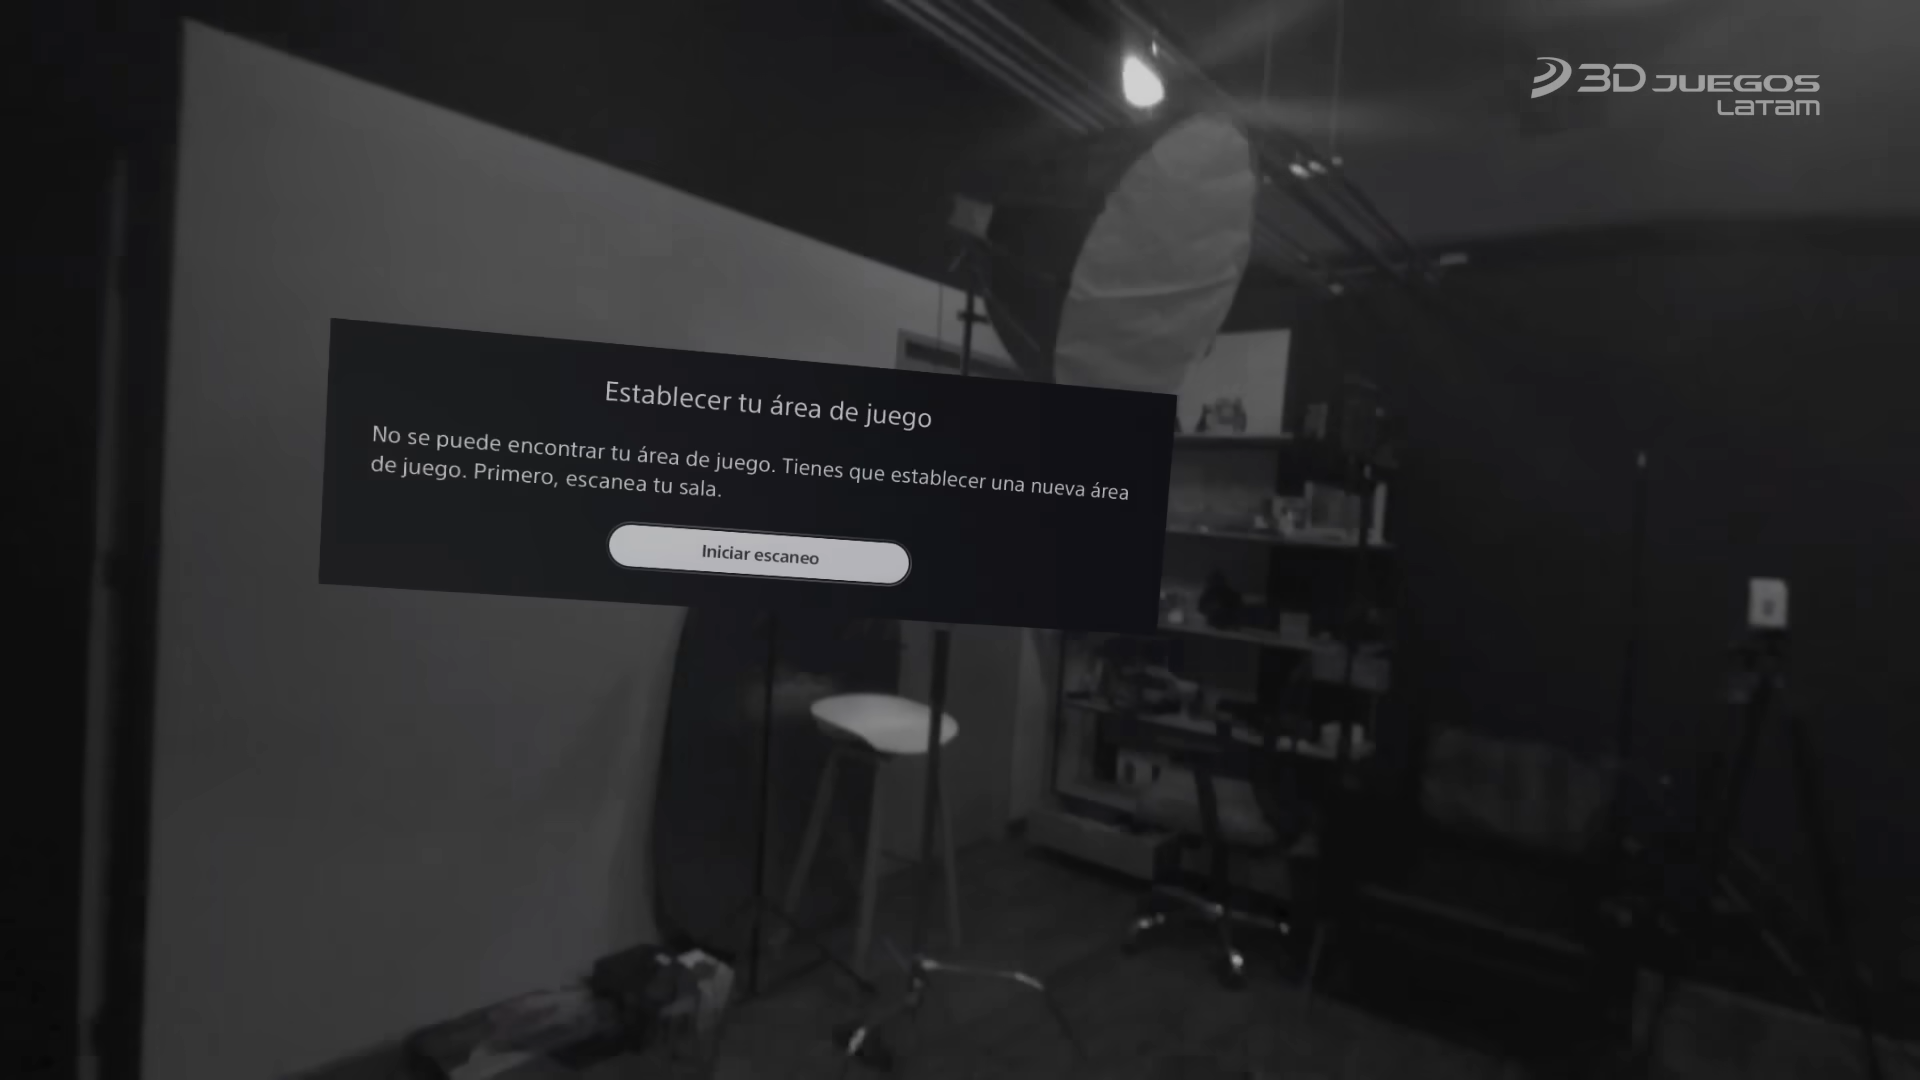 3D JUEGOS
LATAM
Establecer tu área de juego
No se puede encontrar tu área de juego. Tienes que establecer una nueva área
de juego. Primero, escanea tu sala.
Iniciar escaneo